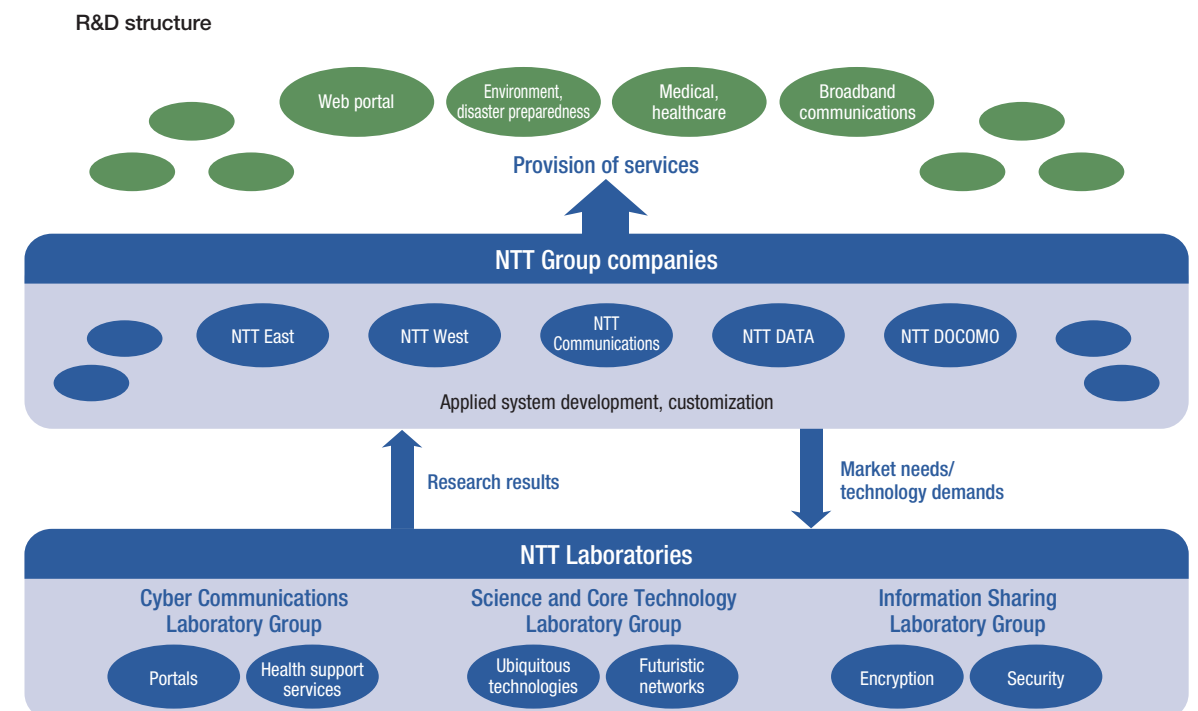 R&D structure
Web portal
Environment,
disaster preparedness
Medical,
healthcare
Broadband
communications
Provision of services
NTT Group companies
NTT East
NTT West
NTT
Communications
NTT DATA
NTT DOCOMO
Applied system development, customization
Research results
Market needs/
technology demands
NTT Laboratories
Cyber Communications
Laboratory Group
Science and Core Technology
Laboratory Group
Information Sharing
Laboratory Group
Portals
Health support
services
Ubiquitous
technologies
Futuristic
networks
Encryption
Security